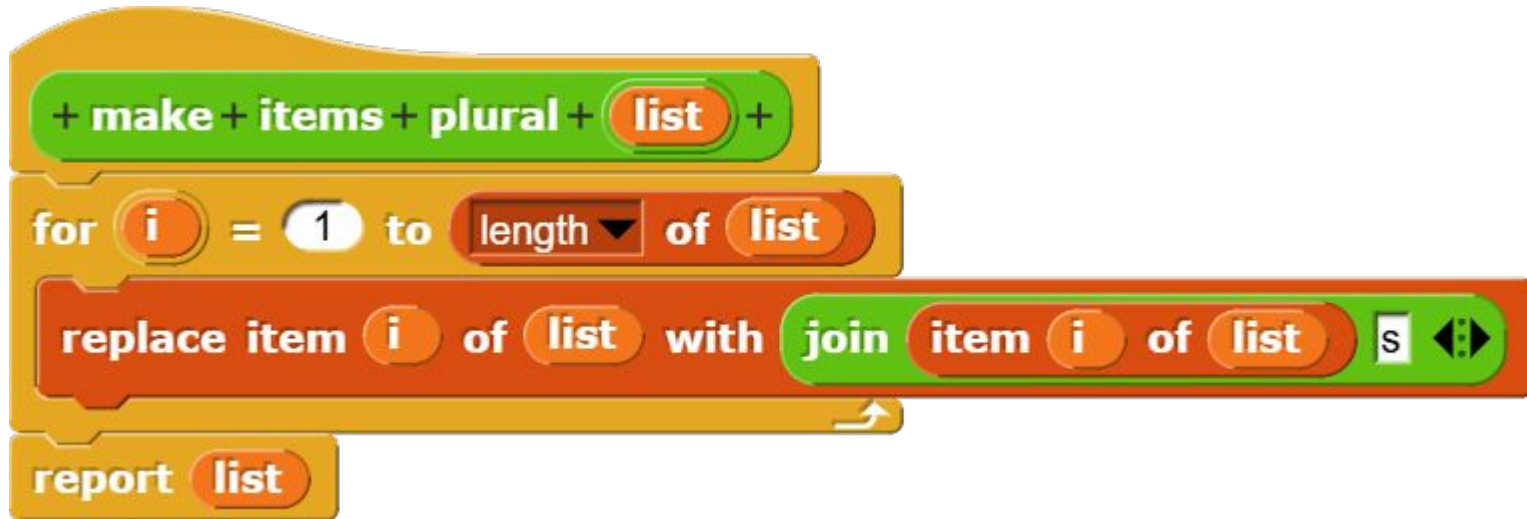 + make + items + plural + list +
for i = 1 to length of list
replace item i of list with join item i of list s
report list